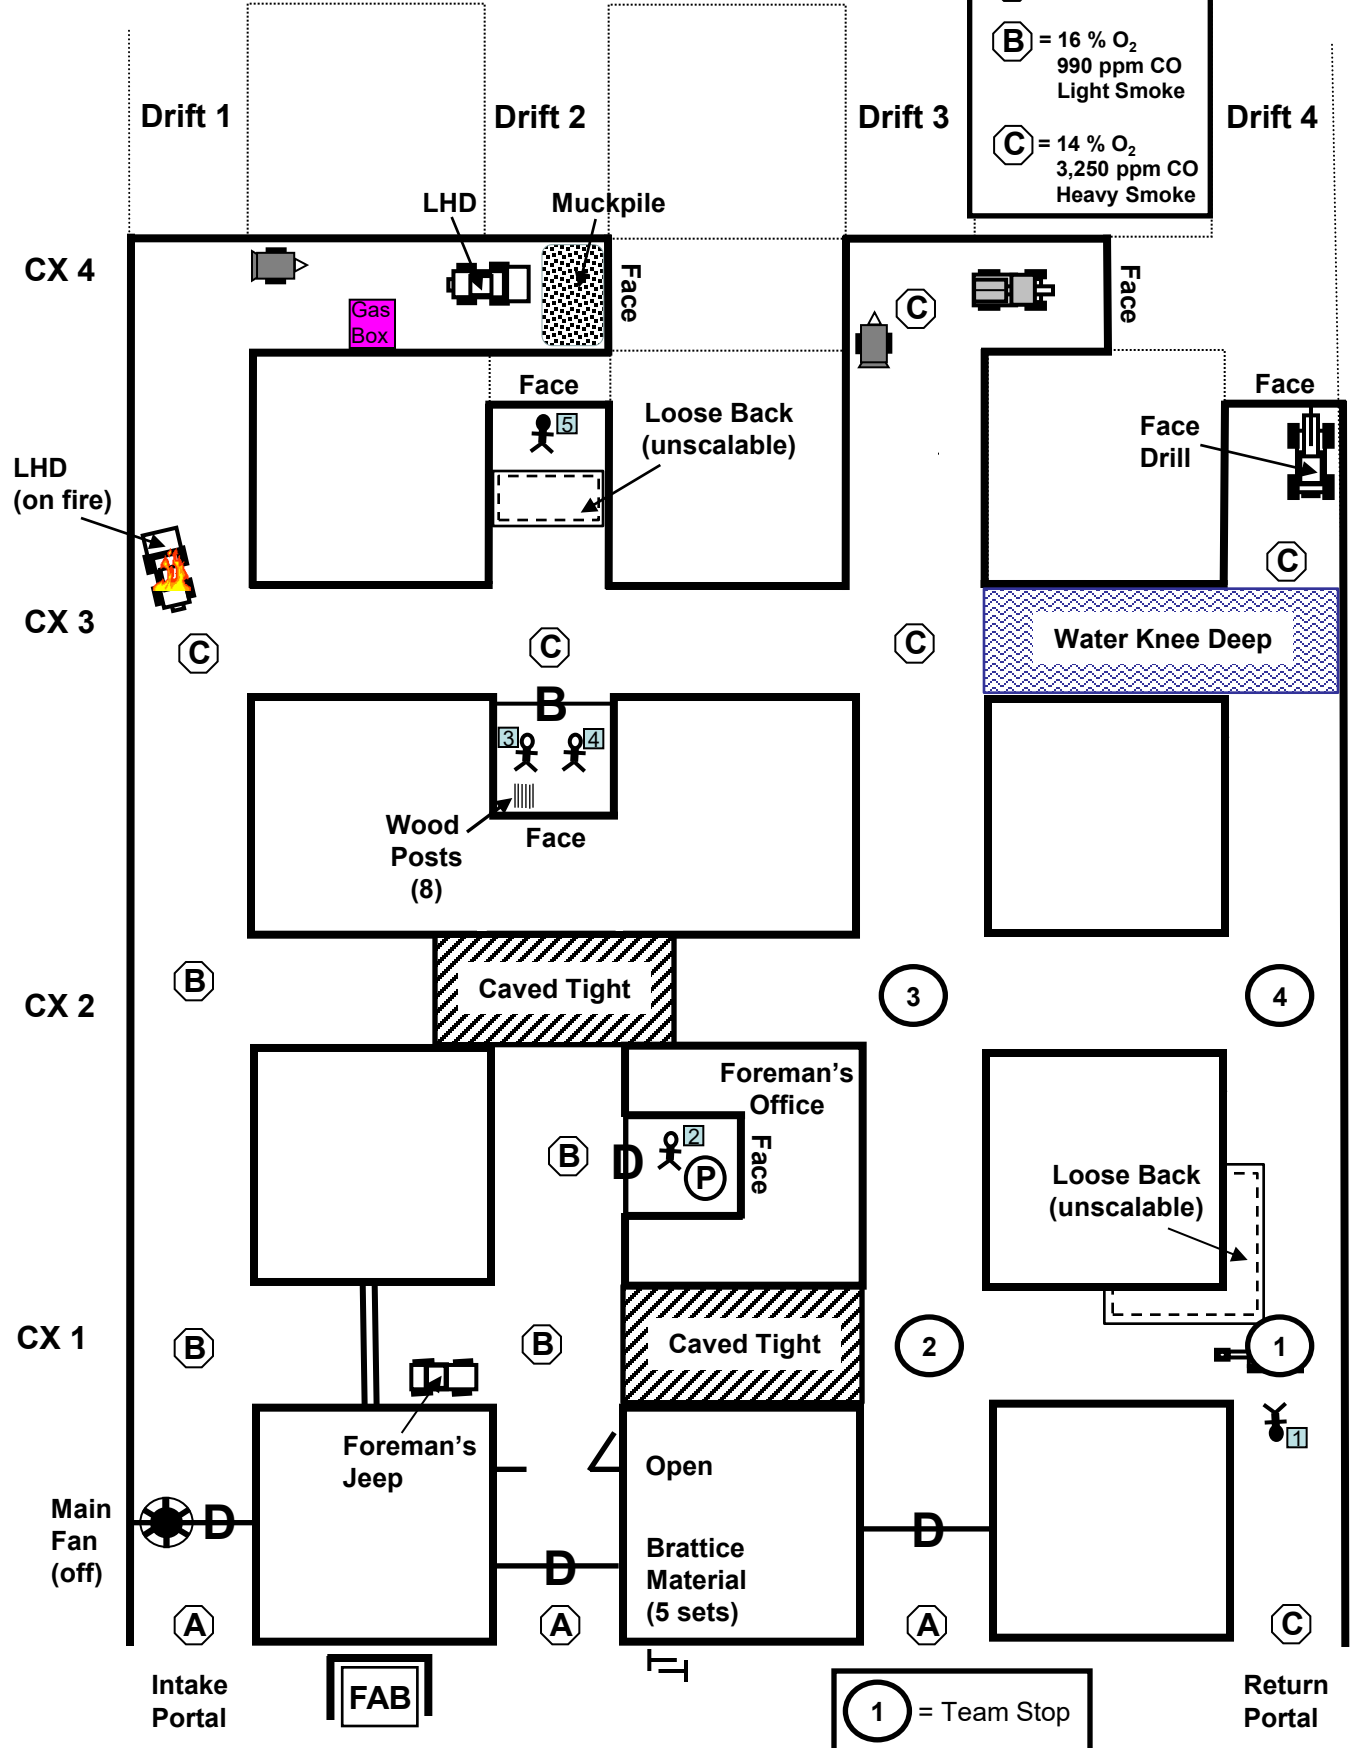 B = 16 % O₂
990 ppm CO
Light Smoke
Drift 1
Drift 2
Drift 3
Drift 4
C = 14 % O₂
3,250 ppm CO
Heavy Smoke
LHD
Muckpile
CX 4
Face
Face
C
Gas
Box
Face
Face
5
Loose Back
(unscalable)
Face
Drill
LHD
(on fire)
C
CX 3
C
C
C
Water Knee Deep
B
3
4
Wood
Posts
(8)
Face
CX 2
B
Caved Tight
3
4
Foreman's
Office
B
D
2
P
Face
Loose Back
(unscalable)
CX 1
B
B
Caved Tight
2
1
Foreman's
Jeep
1
Open
Main
Fan
(off)
D
D
D
Brattice
Material
(5 sets)
A
A
A
C
Intake
Portal
FAB
Return
Portal
1 = Team Stop